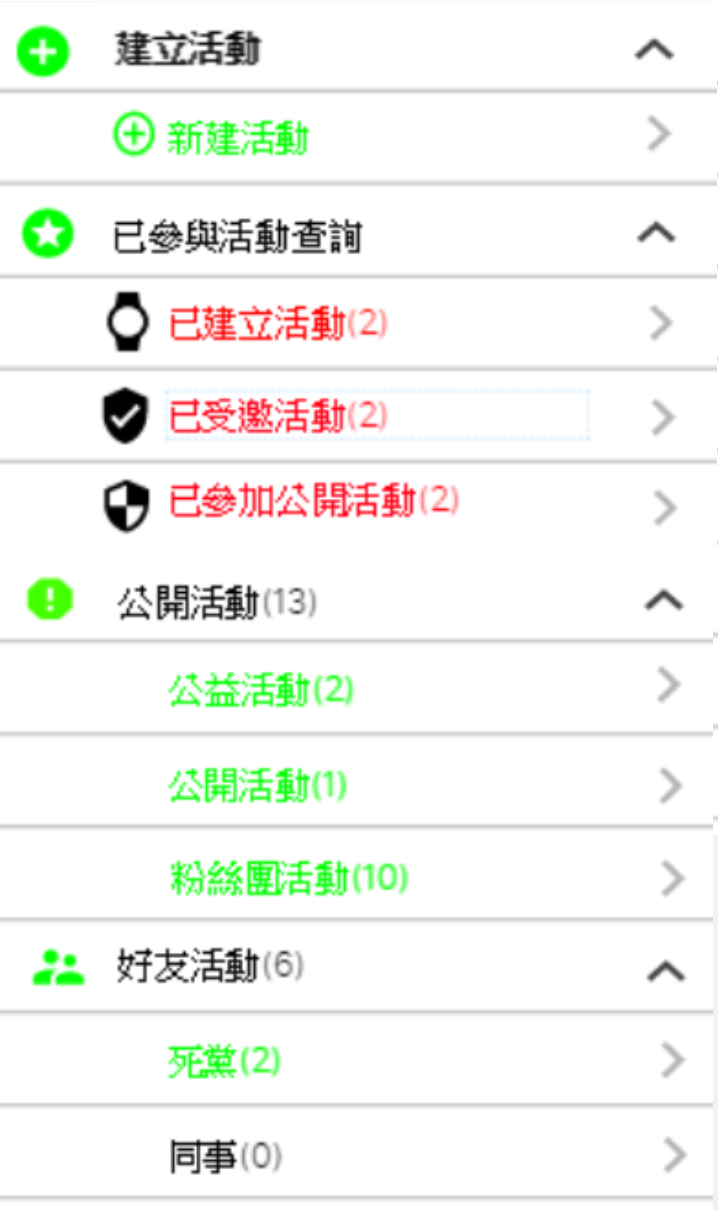 建立活動
新建活動
已參與活動查詢
已建立活動(2)
已受邀活動(2)
已參加公開活動(2)
公開活動(13)
公益活動(2)
公開活動(1)
粉絲團活動(10)
好友活動(6)
死黨(2)
同事(0)